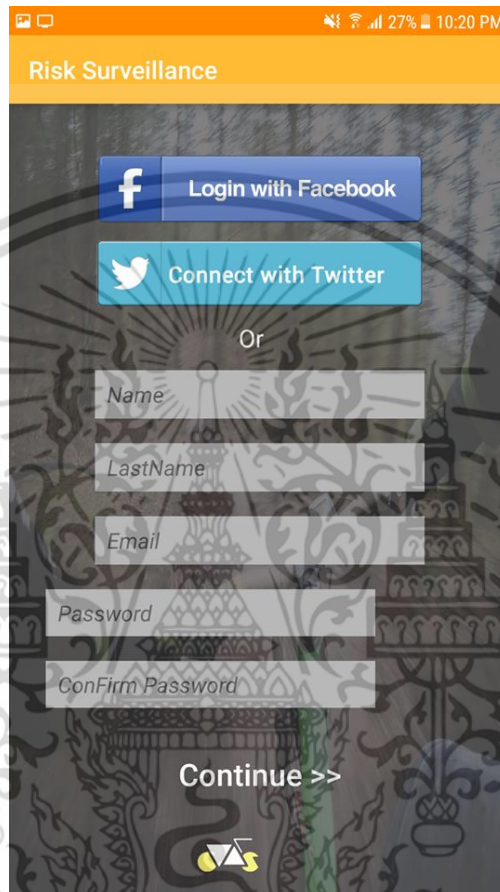 27% 10:20 PM
Risk Surveillance
f Login with Facebook
Connect with Twitter
Or
Name
LastName
Email
Password
ConFirm Password
Continue >>